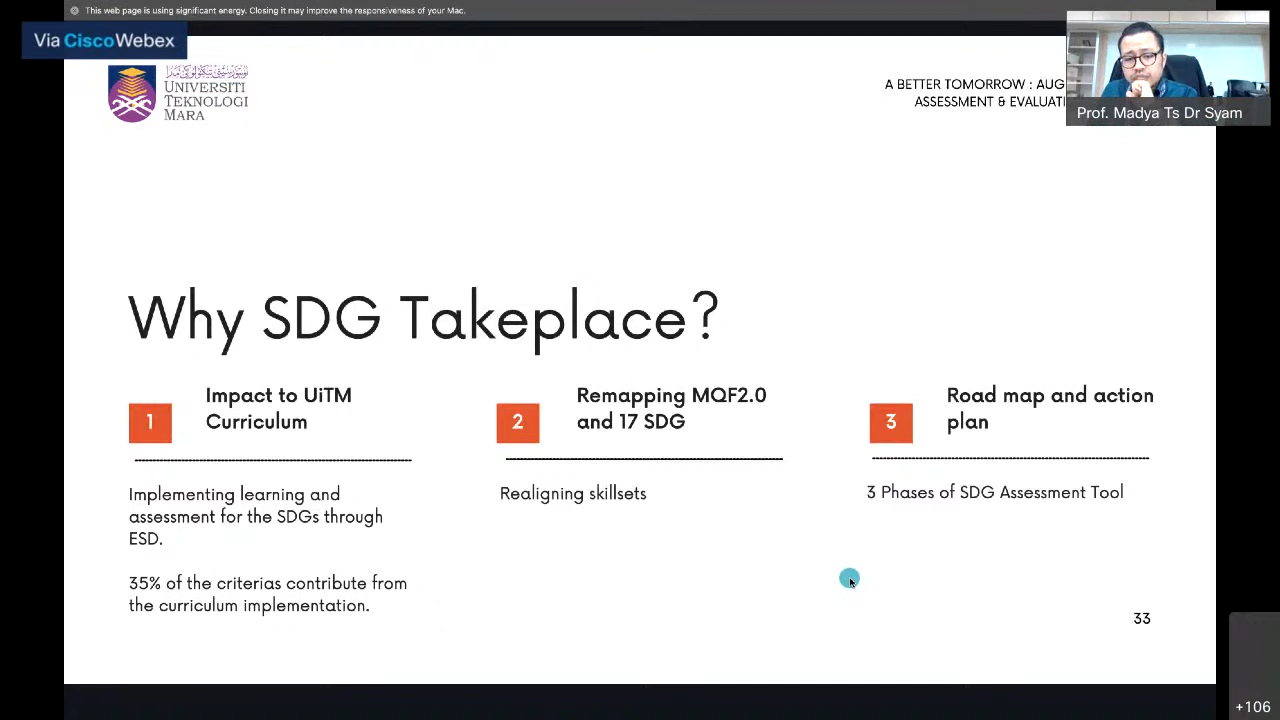 This web page is using significant energy. Closing it may improve the responsiveness of your Mac.
Via Cisco Webex
UNIVERSITI
TEKNOLOGI
MARA
A BETTER TOMORROW : AUG
ASSESSMENT & EVALUATI
Prof. Madya Ts Dr Syam
Why SDG Takeplace?
1
Impact to UiTM
Curriculum
Implementing learning and
assessment for the SDGs through
ESD.
35% of the criterias contribute from
the curriculum implementation.
2
Remapping MQF2.0
and 17 SDG
Realigning skillsets
3
Road map and action
plan
3 Phases of SDG Assessment Tool
33
+106